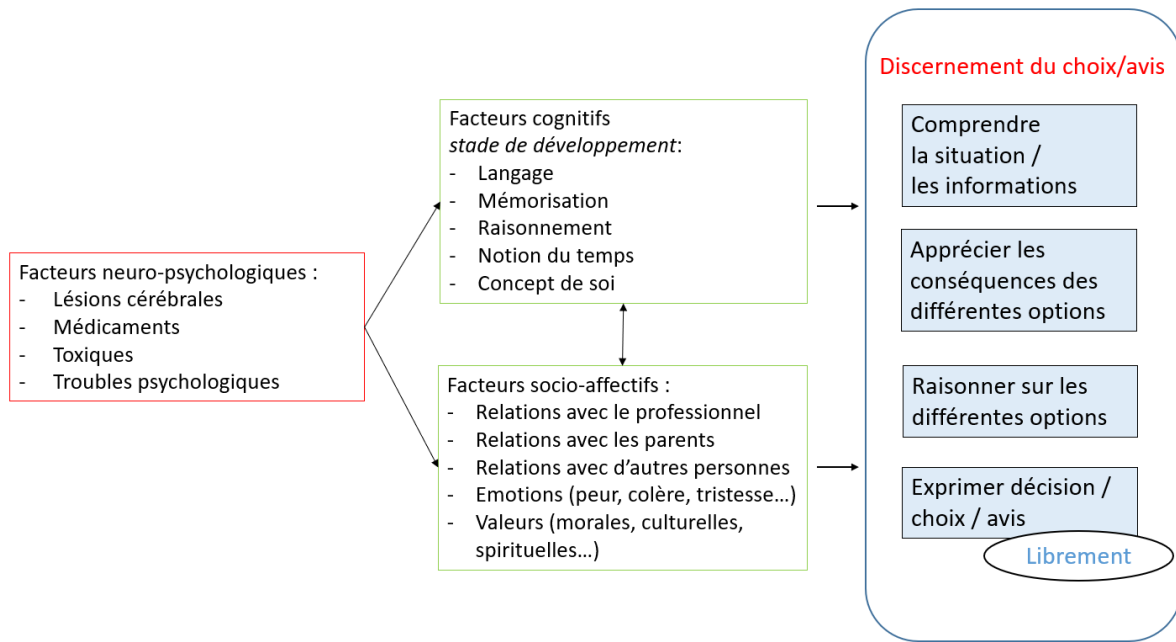 Facteurs neuro-psychologiques :
- Lésions cérébrales
- Médicaments
- Toxiques
- Troubles psychologiques
Facteurs cognitifs
stade de développement:
- Langage
- Mémorisation
- Raisonnement
- Notion du temps
- Concept de soi
Facteurs socio-affectifs :
- Relations avec le professionnel
- Relations avec les parents
- Relations avec d'autres personnes
- Emotions (peur, colère, tristesse…)
- Valeurs (morales, culturelles,
spirituelles…)
Discernement du choix/avis
Comprendre
la situation /
les informations
Apprécier les
conséquences des
différentes options
Raisonner sur les
différentes options
Exprimer décision /
choix / avis
Librement